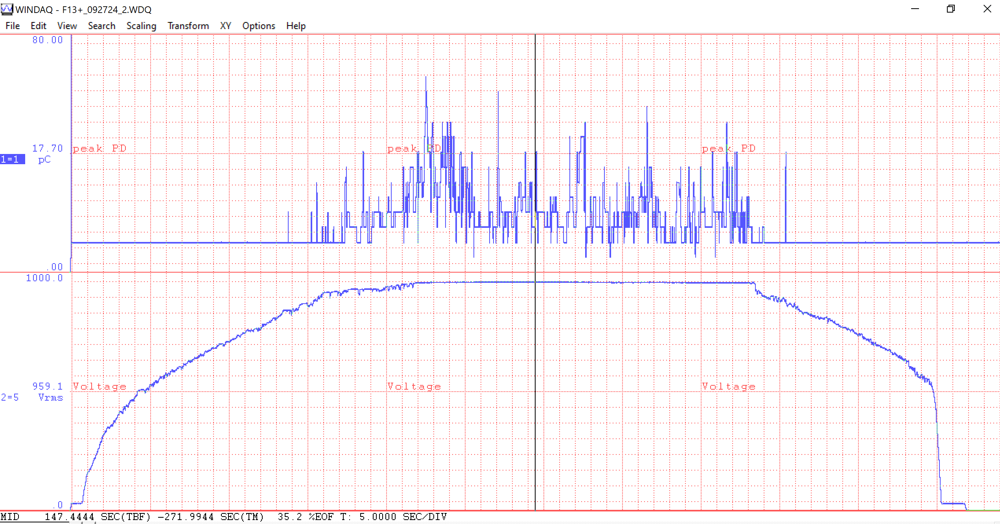 WINDAQ - F13+_092724_2.WDQ
File Edit View Search Scaling Transform XY Options Help
80.00
17.70 peak PD peak PD peak PD
1=1 pC
.00
1000.0
959.1 Voltage Voltage Voltage
2=5 Vrms
.0
MID 147.4444 SEC(TBF) -271.9944 SEC(TM) 35.2 %EOF T: 5.0000 SEC/DIV